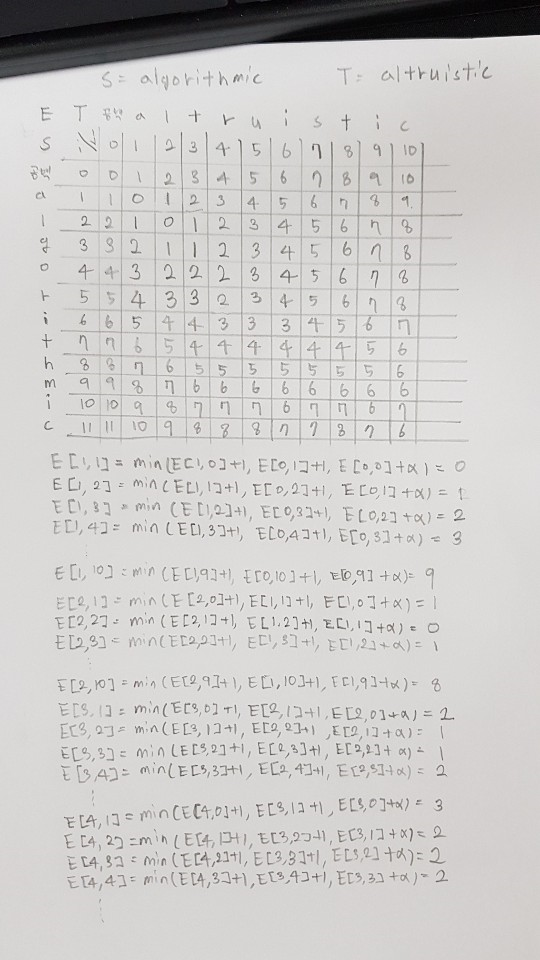 S = algorithmic T = altruistic
E T 공백 a l t r u i s t i c
S i\j 0 1 2 3 4 5 6 7 8 9 10
공백 0 0 1 2 3 4 5 6 7 8 9 10
a 1 1 0 1 2 3 4 5 6 7 8 9
l 2 2 1 0 1 2 3 4 5 6 7 8
g 3 3 2 1 1 2 3 4 5 6 7 8
o 4 4 3 2 2 2 3 4 5 6 7 8
r 5 5 4 3 3 2 3 4 5 6 7 8
i 6 6 5 4 4 3 3 3 4 5 6 7
t 7 7 6 5 4 4 4 4 4 4 5 6
h 8 8 7 6 5 5 5 5 5 5 5 6
m 9 9 8 7 6 6 6 6 6 6 6 6
i 10 10 9 8 7 7 7 6 7 7 6 7
c 11 11 10 9 8 8 8 7 7 8 7 6
E[1,1] = min(E[1,0]+1, E[0,1]+1, E[0,0]+α) = 0
E[1,2] = min(E[1,1]+1, E[0,2]+1, E[0,1]+α) = 1
E[1,3] = min(E[1,2]+1, E[0,3]+1, E[0,2]+α) = 2
E[1,4] = min(E[1,3]+1, E[0,4]+1, E[0,3]+α) = 3
⋮
E[1,10] = min(E[1,9]+1, E[0,10]+1, E[0,9]+α) = 9
E[2,1] = min(E[2,0]+1, E[1,1]+1, E[1,0]+α) = 1
E[2,2] = min(E[2,1]+1, E[1,2]+1, E[1,1]+α) = 0
E[2,3] = min(E[2,2]+1, E[1,3]+1, E[1,2]+α) = 1
⋮
E[2,10] = min(E[2,9]+1, E[1,10]+1, E[1,9]+α) = 8
E[3,1] = min(E[3,0]+1, E[2,1]+1, E[2,0]+α) = 2
E[3,2] = min(E[3,1]+1, E[2,2]+1, E[2,1]+α) = 1
E[3,3] = min(E[3,2]+1, E[2,3]+1, E[2,2]+α) = 1
E[3,4] = min(E[3,3]+1, E[2,4]+1, E[2,3]+α) = 2
⋮
E[4,1] = min(E[4,0]+1, E[3,1]+1, E[3,0]+α) = 3
E[4,2] = min(E[4,1]+1, E[3,2]+1, E[3,1]+α) = 2
E[4,3] = min(E[4,2]+1, E[3,3]+1, E[3,2]+α) = 2
E[4,4] = min(E[4,3]+1, E[3,4]+1, E[3,3]+α) = 2
⋮